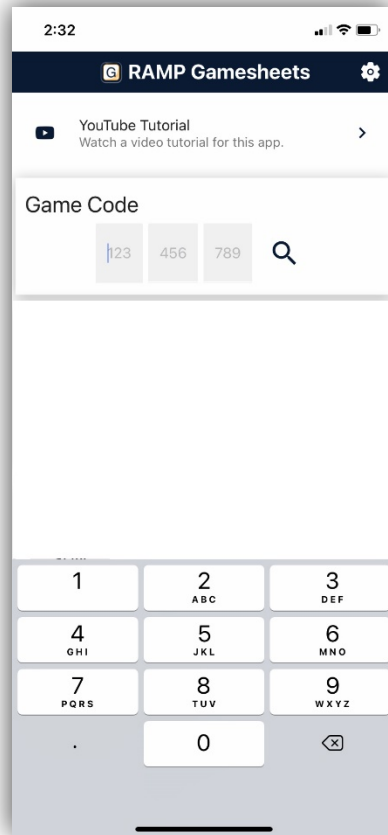 2:32
G RAMP Gamesheets
YouTube Tutorial
Watch a video tutorial for this app.
Game Code
123 456 789
1 2 3
ABC DEF
4 5 6
GHI JKL MNO
7 8 9
PQRS TUV WXYZ
. 0